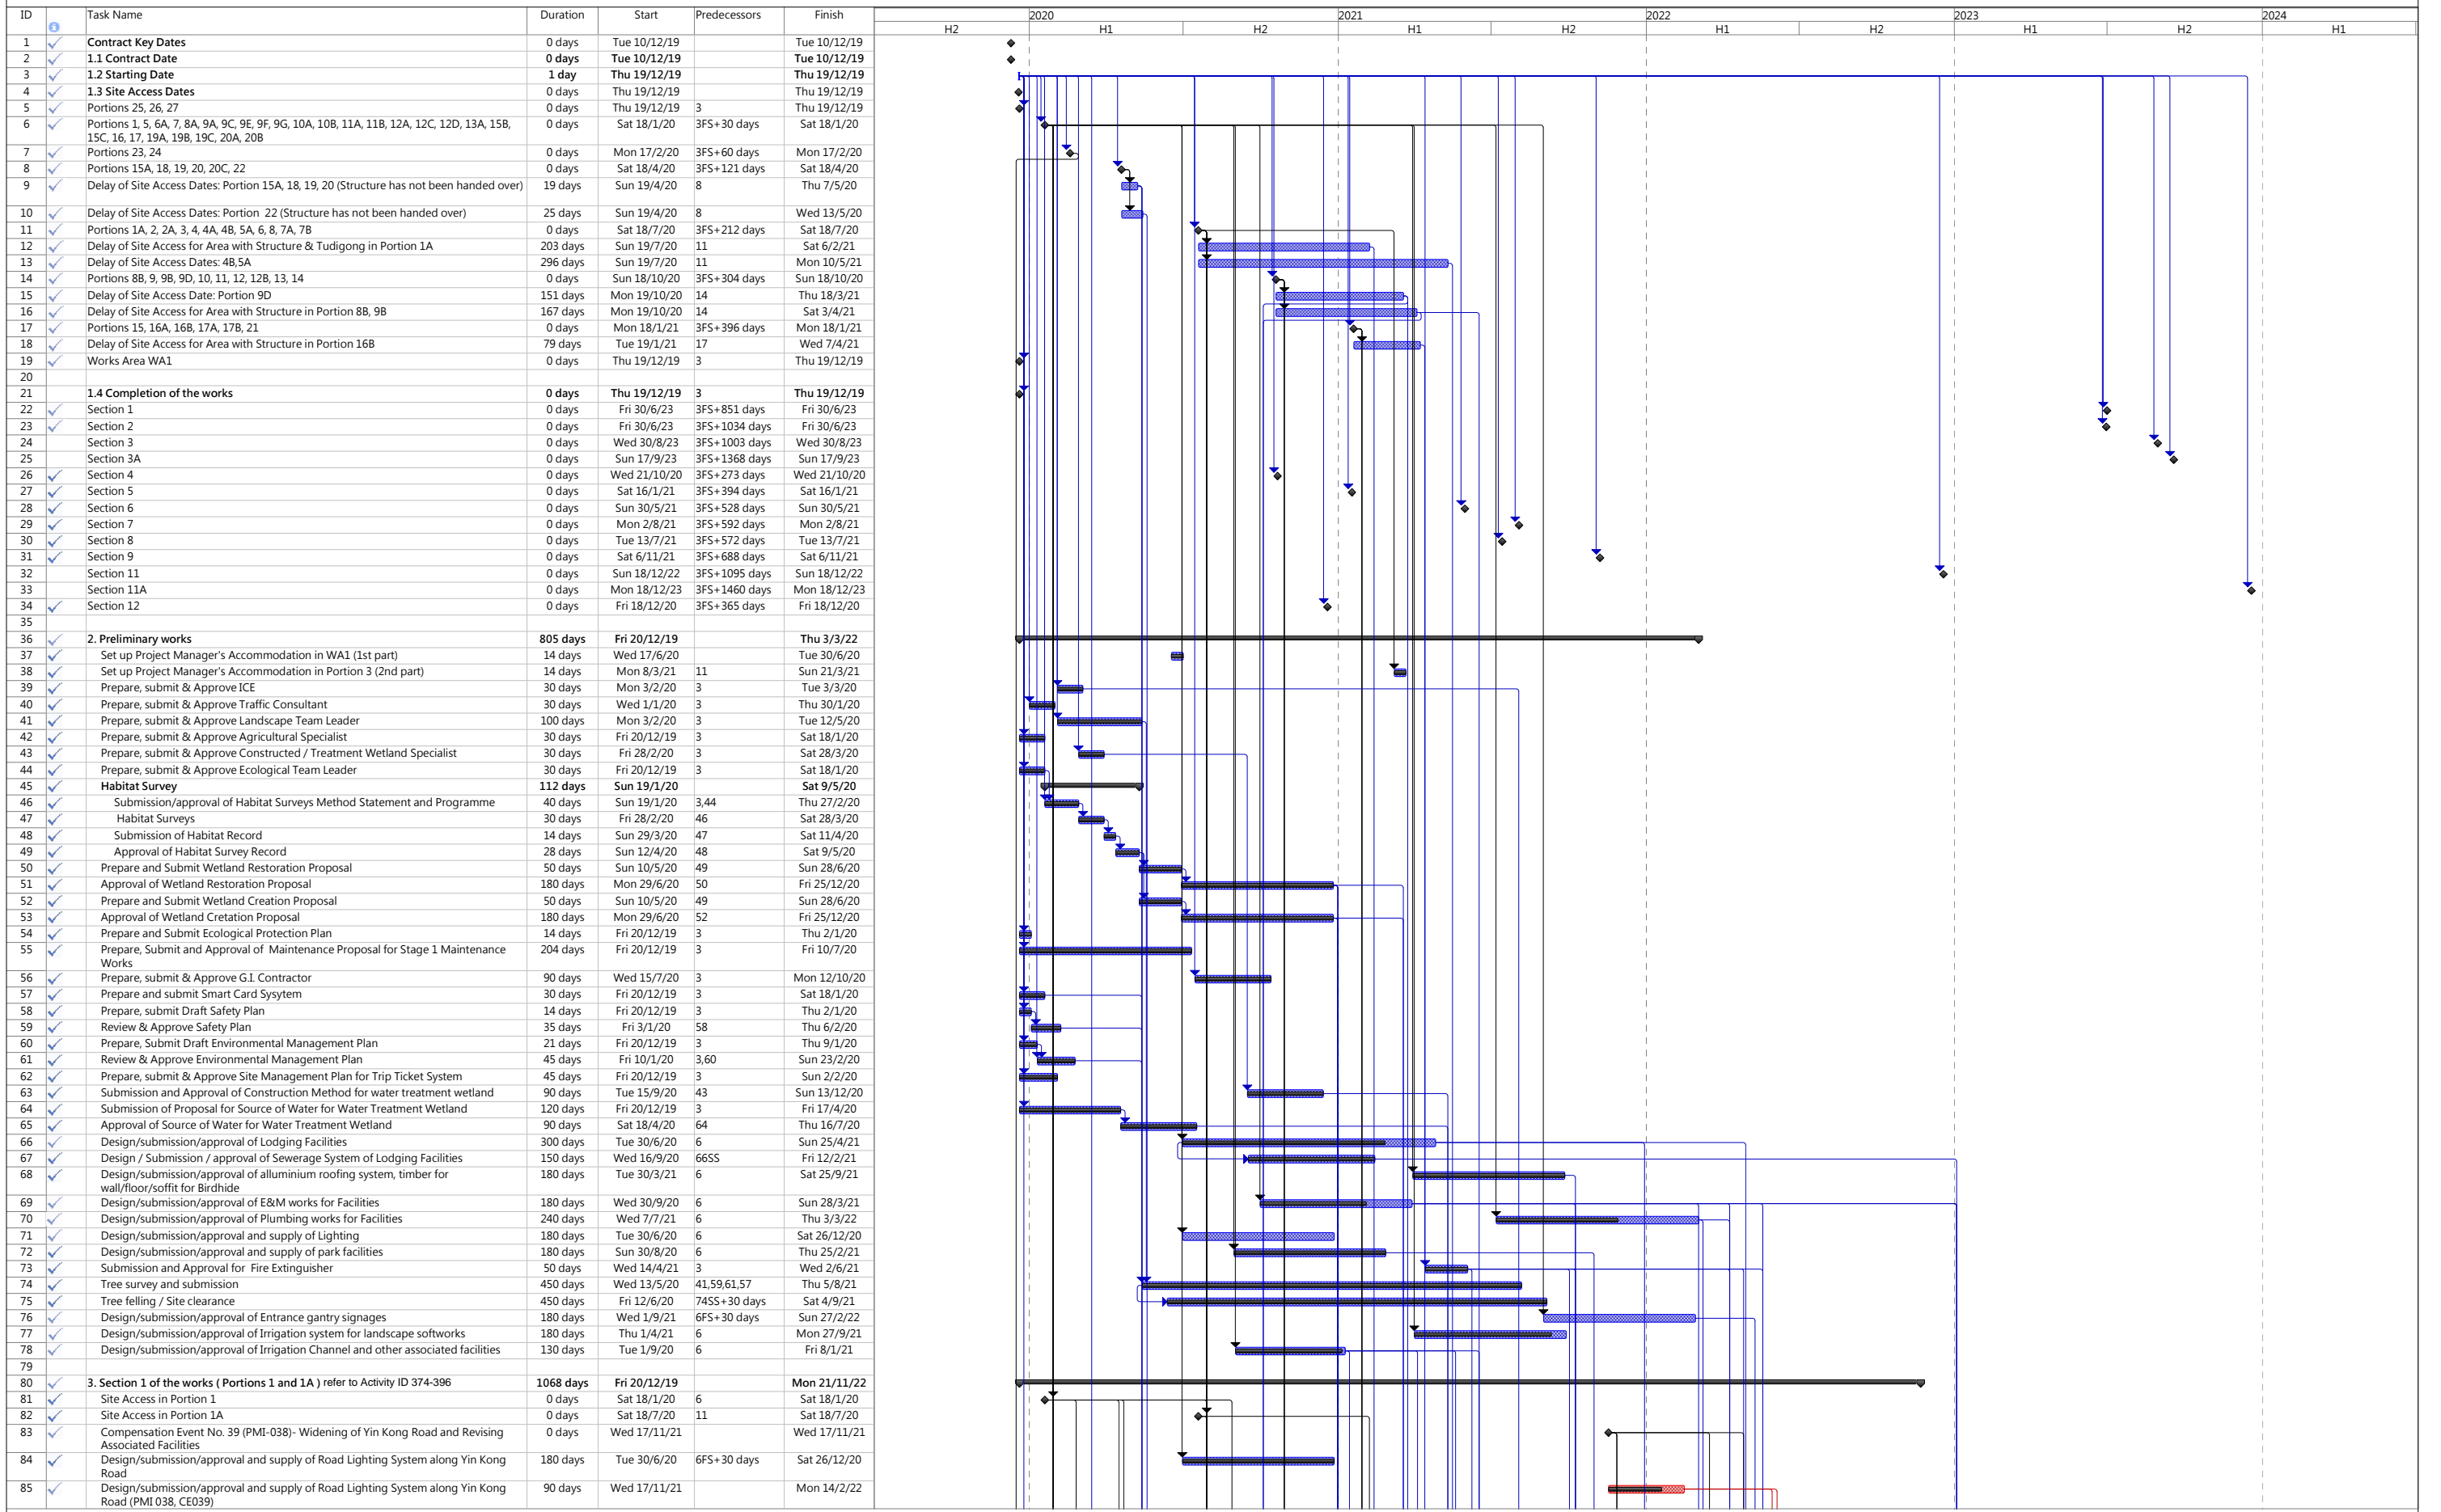 ID Task Name Duration Start Predecessors Finish 2020 2021 2022 2023 2024
H2 H1 H2 H1 H2 H1 H2 H1 H2 H1
1 Contract Key Dates 0 days Tue 10/12/19 Tue 10/12/19
2 1.1 Contract Date 0 days Tue 10/12/19 Tue 10/12/19
3 1.2 Starting Date 1 day Thu 19/12/19 Thu 19/12/19
4 1.3 Site Access Dates 0 days Thu 19/12/19 Thu 19/12/19
5 Portions 25, 26, 27 0 days Thu 19/12/19 3 Thu 19/12/19
6 Portions 1, 5, 6A, 7, 8A, 9A, 9C, 9E, 9F, 9G, 10A, 10B, 11A, 11B, 12A, 12C, 12D, 13A, 15B, 0 days Sat 18/1/20 3FS+30 days Sat 18/1/20
15C, 16, 17, 19A, 19B, 19C, 20A, 20B
7 Portions 23, 24 0 days Mon 17/2/20 3FS+60 days Mon 17/2/20
8 Portions 15A, 18, 19, 20, 20C, 22 0 days Sat 18/4/20 3FS+121 days Sat 18/4/20
9 Delay of Site Access Dates: Portion 15A, 18, 19, 20 (Structure has not been handed over) 19 days Sun 19/4/20 8 Thu 7/5/20
10 Delay of Site Access Dates: Portion 22 (Structure has not been handed over) 25 days Sun 19/4/20 8 Wed 13/5/20
11 Portions 1A, 2, 2A, 3, 4, 4A, 4B, 5A, 6, 8, 7A, 7B 0 days Sat 18/7/20 3FS+212 days Sat 18/7/20
12 Delay of Site Access for Area with Structure & Tudigong in Portion 1A 203 days Sun 19/7/20 11 Sat 6/2/21
13 Delay of Site Access Dates: 4B,5A 296 days Sun 19/7/20 11 Mon 10/5/21
14 Portions 8B, 9, 9B, 9D, 10, 11, 12, 12B, 13, 14 0 days Sun 18/10/20 3FS+304 days Sun 18/10/20
15 Delay of Site Access Date: Portion 9D 151 days Mon 19/10/20 14 Thu 18/3/21
16 Delay of Site Access for Area with Structure in Portion 8B, 9B 167 days Mon 19/10/20 14 Sat 3/4/21
17 Portions 15, 16A, 16B, 17A, 17B, 21 0 days Mon 18/1/21 3FS+396 days Mon 18/1/21
18 Delay of Site Access for Area with Structure in Portion 16B 79 days Tue 19/1/21 17 Wed 7/4/21
19 Works Area WA1 0 days Thu 19/12/19 3 Thu 19/12/19
20
21 1.4 Completion of the works 0 days Thu 19/12/19 3 Thu 19/12/19
22 Section 1 0 days Fri 30/6/23 3FS+851 days Fri 30/6/23
23 Section 2 0 days Fri 30/6/23 3FS+1034 days Fri 30/6/23
24 Section 3 0 days Wed 30/8/23 3FS+1003 days Wed 30/8/23
25 Section 3A 0 days Sun 17/9/23 3FS+1368 days Sun 17/9/23
26 Section 4 0 days Wed 21/10/20 3FS+273 days Wed 21/10/20
27 Section 5 0 days Sat 16/1/21 3FS+394 days Sat 16/1/21
28 Section 6 0 days Sun 30/5/21 3FS+528 days Sun 30/5/21
29 Section 7 0 days Mon 2/8/21 3FS+592 days Mon 2/8/21
30 Section 8 0 days Tue 13/7/21 3FS+572 days Tue 13/7/21
31 Section 9 0 days Sat 6/11/21 3FS+688 days Sat 6/11/21
32 Section 11 0 days Sun 18/12/22 3FS+1095 days Sun 18/12/22
33 Section 11A 0 days Mon 18/12/23 3FS+1460 days Mon 18/12/23
34 Section 12 0 days Fri 18/12/20 3FS+365 days Fri 18/12/20
35
36 2. Preliminary works 805 days Fri 20/12/19 Thu 3/3/22
37 Set up Project Manager's Accommodation in WA1 (1st part) 14 days Wed 17/6/20 Tue 30/6/20
38 Set up Project Manager's Accommodation in Portion 3 (2nd part) 14 days Mon 8/3/21 11 Sun 21/3/21
39 Prepare, submit & Approve ICE 30 days Mon 3/2/20 3 Tue 3/3/20
40 Prepare, submit & Approve Traffic Consultant 30 days Wed 1/1/20 3 Thu 30/1/20
41 Prepare, submit & Approve Landscape Team Leader 100 days Mon 3/2/20 3 Tue 12/5/20
42 Prepare, submit & Approve Agricultural Specialist 30 days Fri 20/12/19 3 Sat 18/1/20
43 Prepare, submit & Approve Constructed / Treatment Wetland Specialist 30 days Fri 28/2/20 3 Sat 28/3/20
44 Prepare, submit & Approve Ecological Team Leader 30 days Fri 20/12/19 3 Sat 18/1/20
45 Habitat Survey 112 days Sun 19/1/20 Sat 9/5/20
46 Submission/approval of Habitat Surveys Method Statement and Programme 40 days Sun 19/1/20 3,44 Thu 27/2/20
47 Habitat Surveys 30 days Fri 28/2/20 46 Sat 28/3/20
48 Submission of Habitat Record 14 days Sun 29/3/20 47 Sat 11/4/20
49 Approval of Habitat Survey Record 28 days Sun 12/4/20 48 Sat 9/5/20
50 Prepare and Submit Wetland Restoration Proposal 50 days Sun 10/5/20 49 Sun 28/6/20
51 Approval of Wetland Restoration Proposal 180 days Mon 29/6/20 50 Fri 25/12/20
52 Prepare and Submit Wetland Creation Proposal 50 days Sun 10/5/20 49 Sun 28/6/20
53 Approval of Wetland Cretation Proposal 180 days Mon 29/6/20 52 Fri 25/12/20
54 Prepare and Submit Ecological Protection Plan 14 days Fri 20/12/19 3 Thu 2/1/20
55 Prepare, Submit and Approval of Maintenance Proposal for Stage 1 Maintenance 204 days Fri 20/12/19 3 Fri 10/7/20
Works
56 Prepare, submit & Approve G.I. Contractor 90 days Wed 15/7/20 3 Mon 12/10/20
57 Prepare and submit Smart Card Sysytem 30 days Fri 20/12/19 3 Sat 18/1/20
58 Prepare, submit Draft Safety Plan 14 days Fri 20/12/19 3 Thu 2/1/20
59 Review & Approve Safety Plan 35 days Fri 3/1/20 58 Thu 6/2/20
60 Prepare, Submit Draft Environmental Management Plan 21 days Fri 20/12/19 3 Thu 9/1/20
61 Review & Approve Environmental Management Plan 45 days Fri 10/1/20 3,60 Sun 23/2/20
62 Prepare, submit & Approve Site Management Plan for Trip Ticket System 45 days Fri 20/12/19 3 Sun 2/2/20
63 Submission and Approval of Construction Method for water treatment wetland 90 days Tue 15/9/20 43 Sun 13/12/20
64 Submission of Proposal for Source of Water for Water Treatment Wetland 120 days Fri 20/12/19 3 Fri 17/4/20
65 Approval of Source of Water for Water Treatment Wetland 90 days Sat 18/4/20 64 Thu 16/7/20
66 Design/submission/approval of Lodging Facilities 300 days Tue 30/6/20 6 Sun 25/4/21
67 Design / Submission / approval of Sewerage System of Lodging Facilities 150 days Wed 16/9/20 66SS Fri 12/2/21
68 Design/submission/approval of alluminium roofing system, timber for 180 days Tue 30/3/21 6 Sat 25/9/21
wall/floor/soffit for Birdhide
69 Design/submission/approval of E&M works for Facilities 180 days Wed 30/9/20 6 Sun 28/3/21
70 Design/submission/approval of Plumbing works for Facilities 240 days Wed 7/7/21 6 Thu 3/3/22
71 Design/submission/approval and supply of Lighting 180 days Tue 30/6/20 6 Sat 26/12/20
72 Design/submission/approval and supply of park facilities 180 days Sun 30/8/20 6 Thu 25/2/21
73 Submission and Approval for Fire Extinguisher 50 days Wed 14/4/21 3 Wed 2/6/21
74 Tree survey and submission 450 days Wed 13/5/20 41,59,61,57 Thu 5/8/21
75 Tree felling / Site clearance 450 days Fri 12/6/20 74SS+30 days Sat 4/9/21
76 Design/submission/approval of Entrance gantry signages 180 days Wed 1/9/21 6FS+30 days Sun 27/2/22
77 Design/submission/approval of Irrigation system for landscape softworks 180 days Thu 1/4/21 6 Mon 27/9/21
78 Design/submission/approval of Irrigation Channel and other associated facilities 130 days Tue 1/9/20 6 Fri 8/1/21
79
80 3. Section 1 of the works ( Portions 1 and 1A ) refer to Activity ID 374-396 1068 days Fri 20/12/19 Mon 21/11/22
81 Site Access in Portion 1 0 days Sat 18/1/20 6 Sat 18/1/20
82 Site Access in Portion 1A 0 days Sat 18/7/20 11 Sat 18/7/20
83 Compensation Event No. 39 (PMI-038)- Widening of Yin Kong Road and Revising 0 days Wed 17/11/21 Wed 17/11/21
Associated Facilities
84 Design/submission/approval and supply of Road Lighting System along Yin Kong 180 days Tue 30/6/20 6FS+30 days Sat 26/12/20
Road
85 Design/submission/approval and supply of Road Lighting System along Yin Kong 90 days Wed 17/11/21 Mon 14/2/22
Road (PMI 038, CE039)